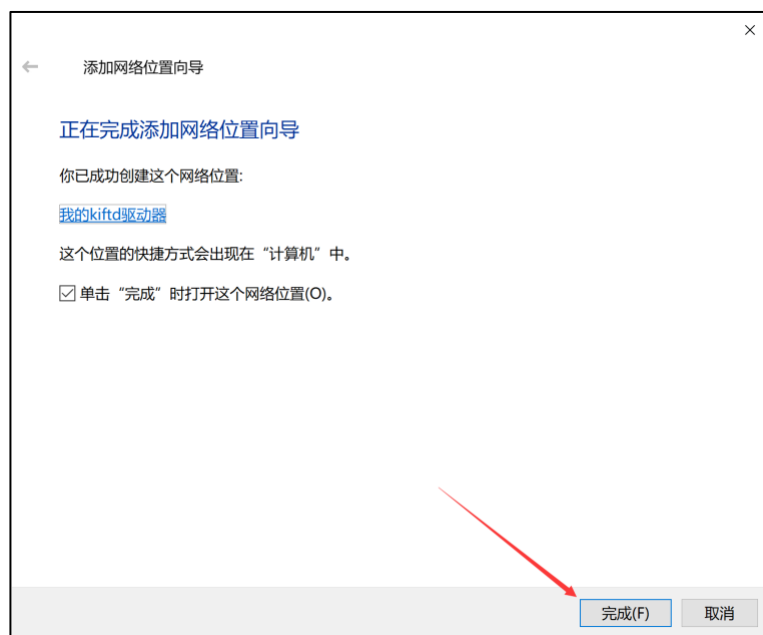 添加网络位置向导
正在完成添加网络位置向导
你已成功创建这个网络位置:
我的kiftd驱动器
这个位置的快捷方式会出现在“计算机”中。
单击“完成”时打开这个网络位置(O)。
完成(F)
取消